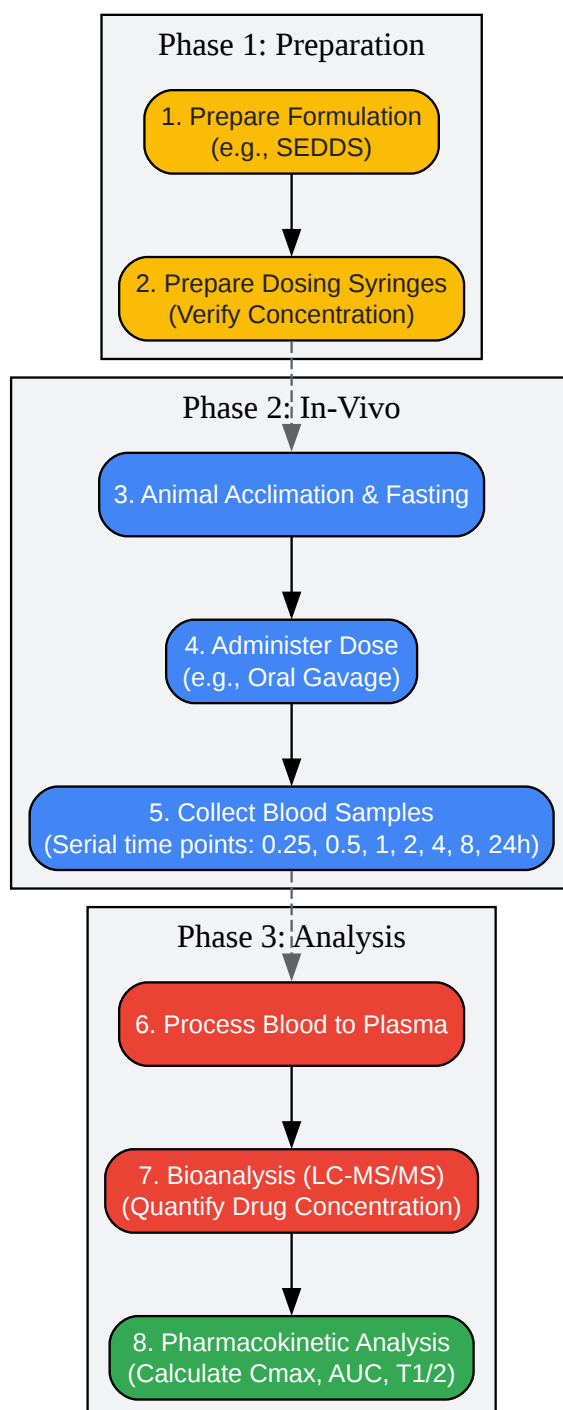 Phase 1: Preparation
1. Prepare Formulation
(e.g., SEDDS)
2. Prepare Dosing Syringes
(Verify Concentration)
Phase 2: In-Vivo
3. Animal Acclimation & Fasting
4. Administer Dose
(e.g., Oral Gavage)
5. Collect Blood Samples
(Serial time points: 0.25, 0.5, 1, 2, 4, 8, 24h)
Phase 3: Analysis
6. Process Blood to Plasma
7. Bioanalysis (LC-MS/MS)
(Quantify Drug Concentration)
8. Pharmacokinetic Analysis
(Calculate Cmax, AUC, T1/2)